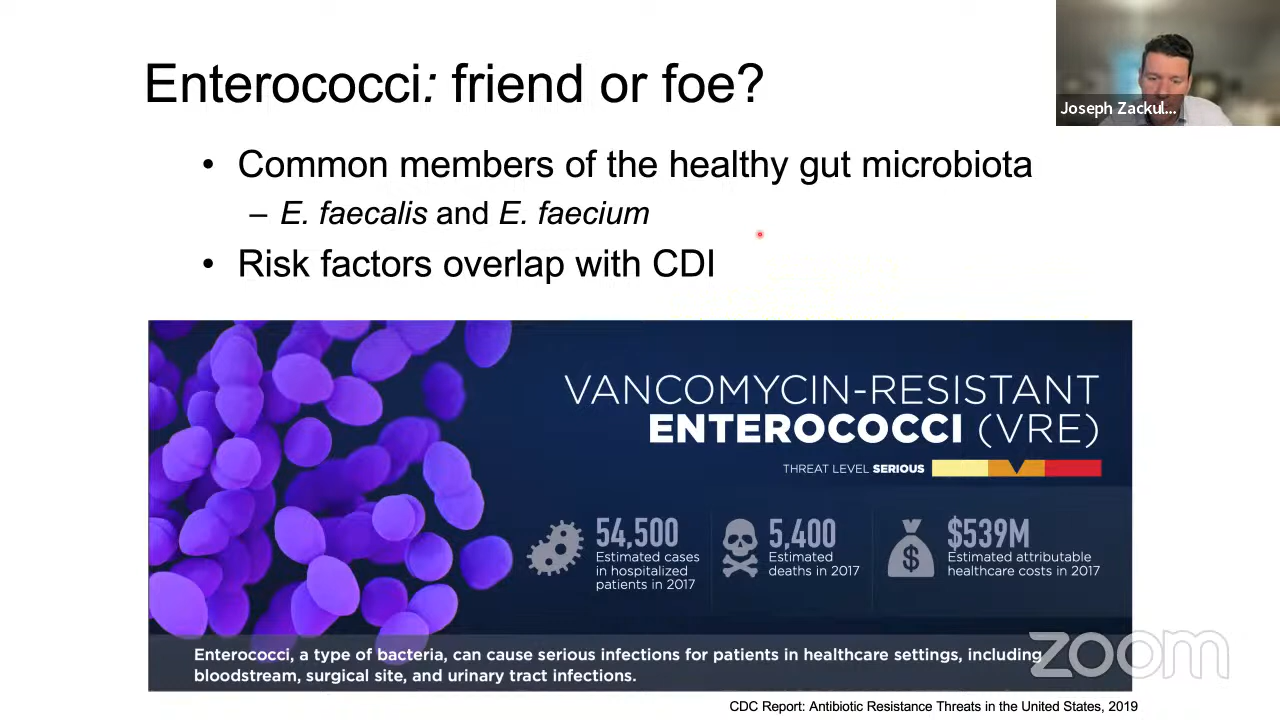 Enterococci: friend or foe?
Joseph Zackul...
• Common members of the healthy gut microbiota
– E. faecalis and E. faecium
• Risk factors overlap with CDI
VANCOMYCIN-RESISTANT
ENTEROCOCCI (VRE)
THREAT LEVEL SERIOUS
54,500
Estimated cases
in hospitalized
patients in 2017
5,400
Estimated
deaths in 2017
$539M
Estimated attributable
healthcare costs in 2017
$
Enterococci, a type of bacteria, can cause serious infections for patients in healthcare settings, including
bloodstream, surgical site, and urinary tract infections.
zoom
CDC Report: Antibiotic Resistance Threats in the United States, 2019